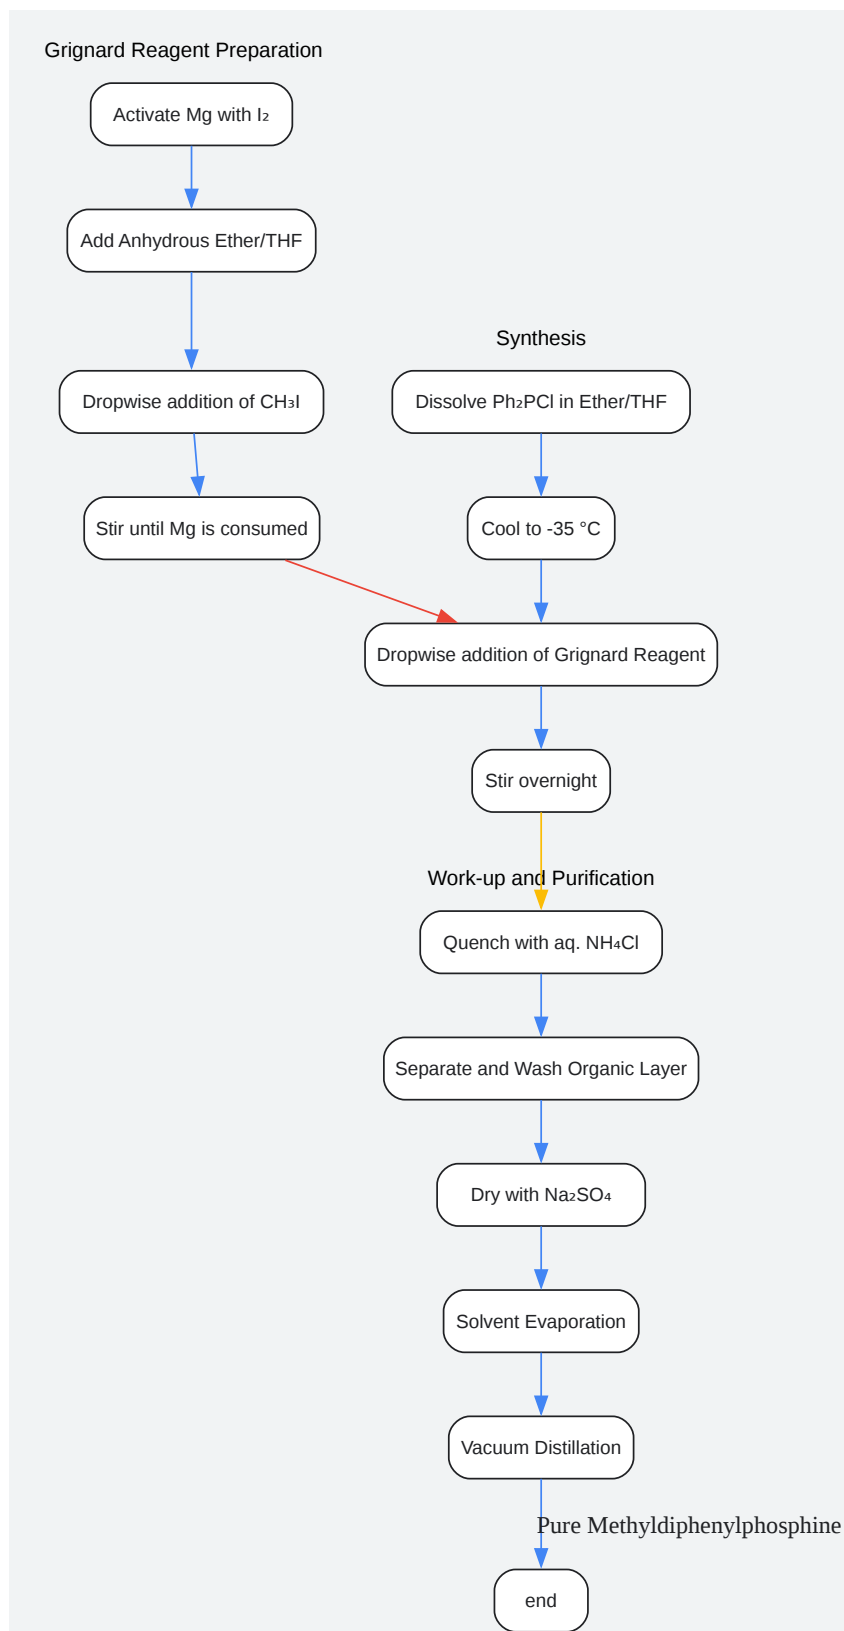 Grignard Reagent Preparation
Activate Mg with I₂
Add Anhydrous Ether/THF
Dropwise addition of CH₃I
Stir until Mg is consumed
Synthesis
Dissolve Ph₂PCl in Ether/THF
Cool to -35 °C
Dropwise addition of Grignard Reagent
Stir overnight
Work-up and Purification
Quench with aq. NH₄Cl
Separate and Wash Organic Layer
Dry with Na₂SO₄
Solvent Evaporation
Vacuum Distillation
Pure Methyldiphenylphosphine
end